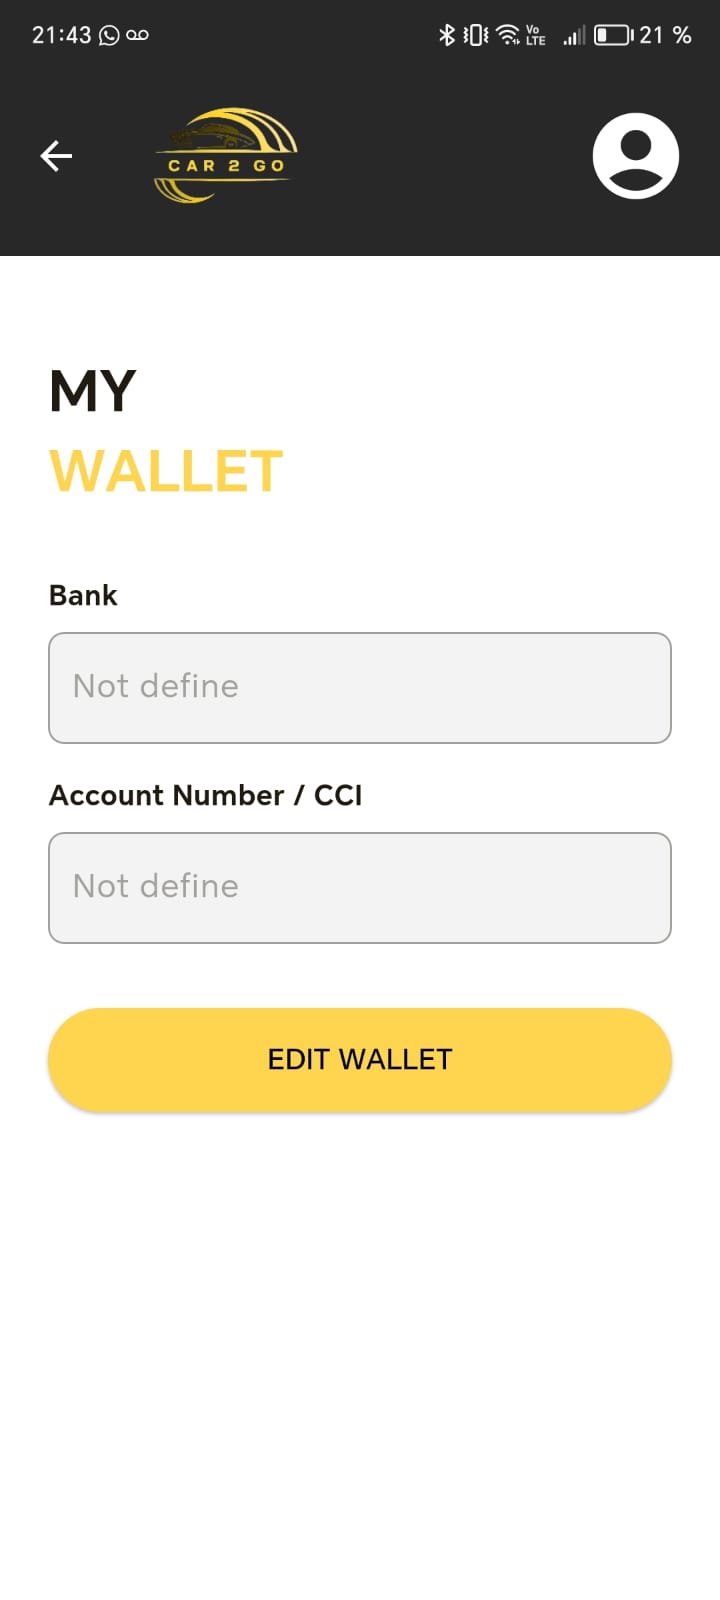 21:43 Vo LTE 21 %
CAR 2 GO
MY
WALLET
Bank
Not define
Account Number / CCI
Not define
EDIT WALLET